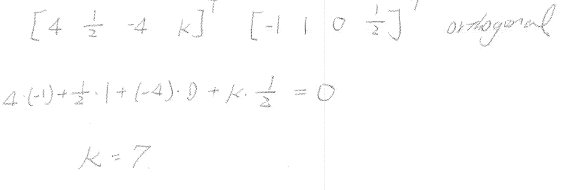 [4 1/2 -4 k]ᵀ [-1 1 0 1/2]ᵀ orthogonal
4·(-1)+1/2·1+(-4)·0+k·1/2 = 0
k = 7